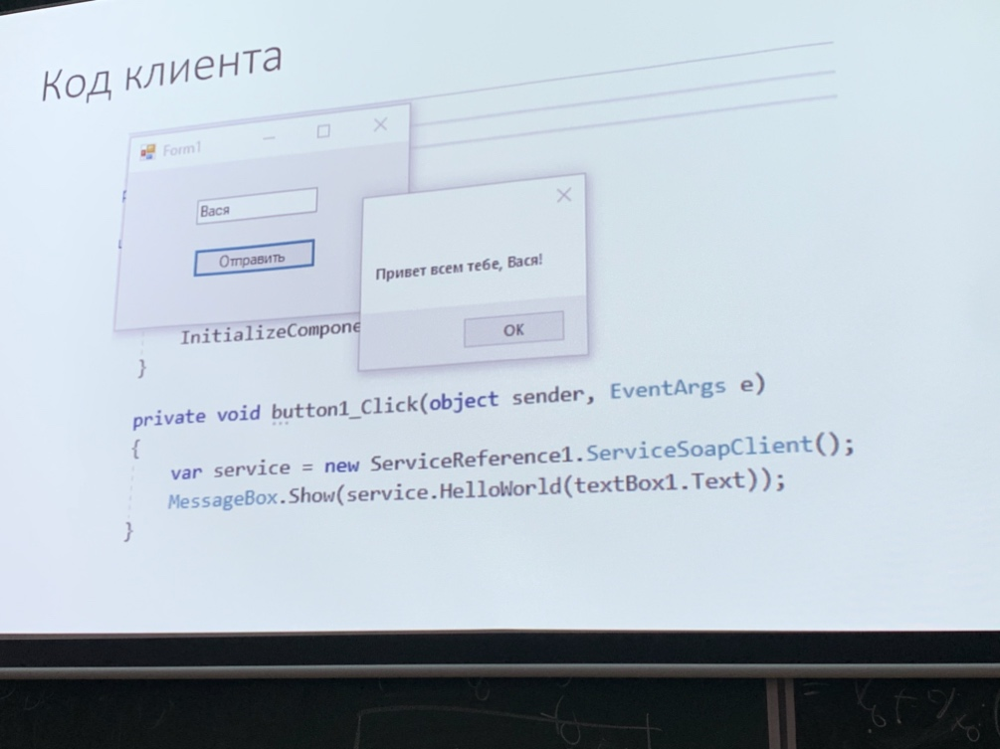 Код клиента
Form1
Вася
Отправить
Привет всем тебе, Вася!
OK
InitializeCompone
}
private void button1_Click(object sender, EventArgs e)
{
var service = new ServiceReference1.ServiceSoapClient();
MessageBox.Show(service.HelloWorld(textBox1.Text));
}